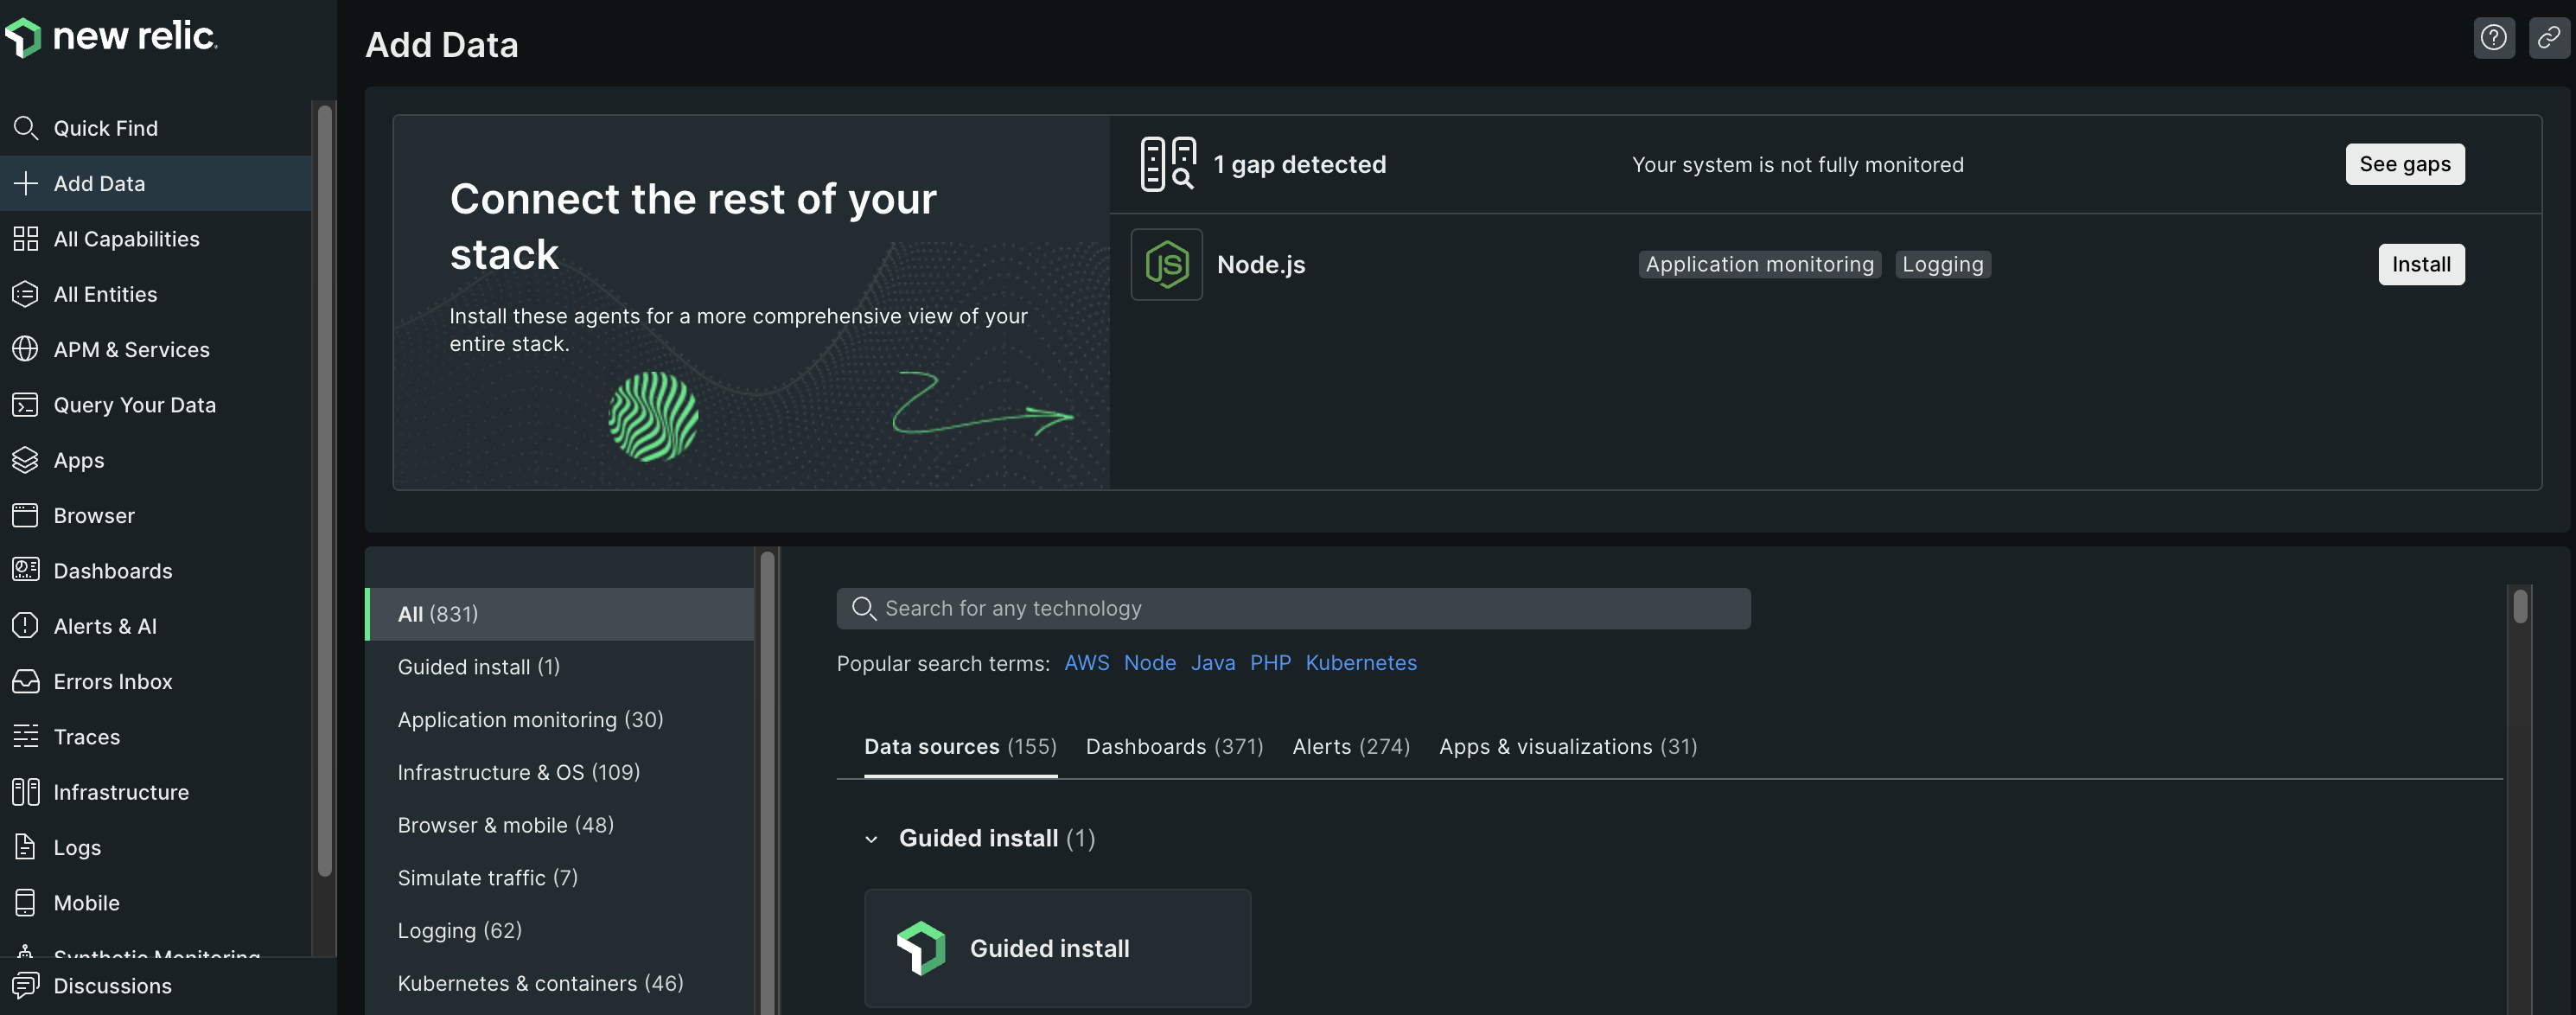 new relic.
Add Data
Quick Find
Add Data
All Capabilities
All Entities
APM & Services
Query Your Data
Apps
Browser
Dashboards
Alerts & AI
Errors Inbox
Traces
Infrastructure
Logs
Mobile
Synthetic Monitoring
Discussions
Connect the rest of your
stack
Install these agents for a more comprehensive view of your
entire stack.
1 gap detected
Your system is not fully monitored
See gaps
JS
Node.js
Application monitoring
Logging
Install
All (831)
Guided install (1)
Application monitoring (30)
Infrastructure & OS (109)
Browser & mobile (48)
Simulate traffic (7)
Logging (62)
Kubernetes & containers (46)
Search for any technology
Popular search terms: AWS Node Java PHP Kubernetes
Data sources (155) Dashboards (371) Alerts (274) Apps & visualizations (31)
Guided install (1)
Guided install